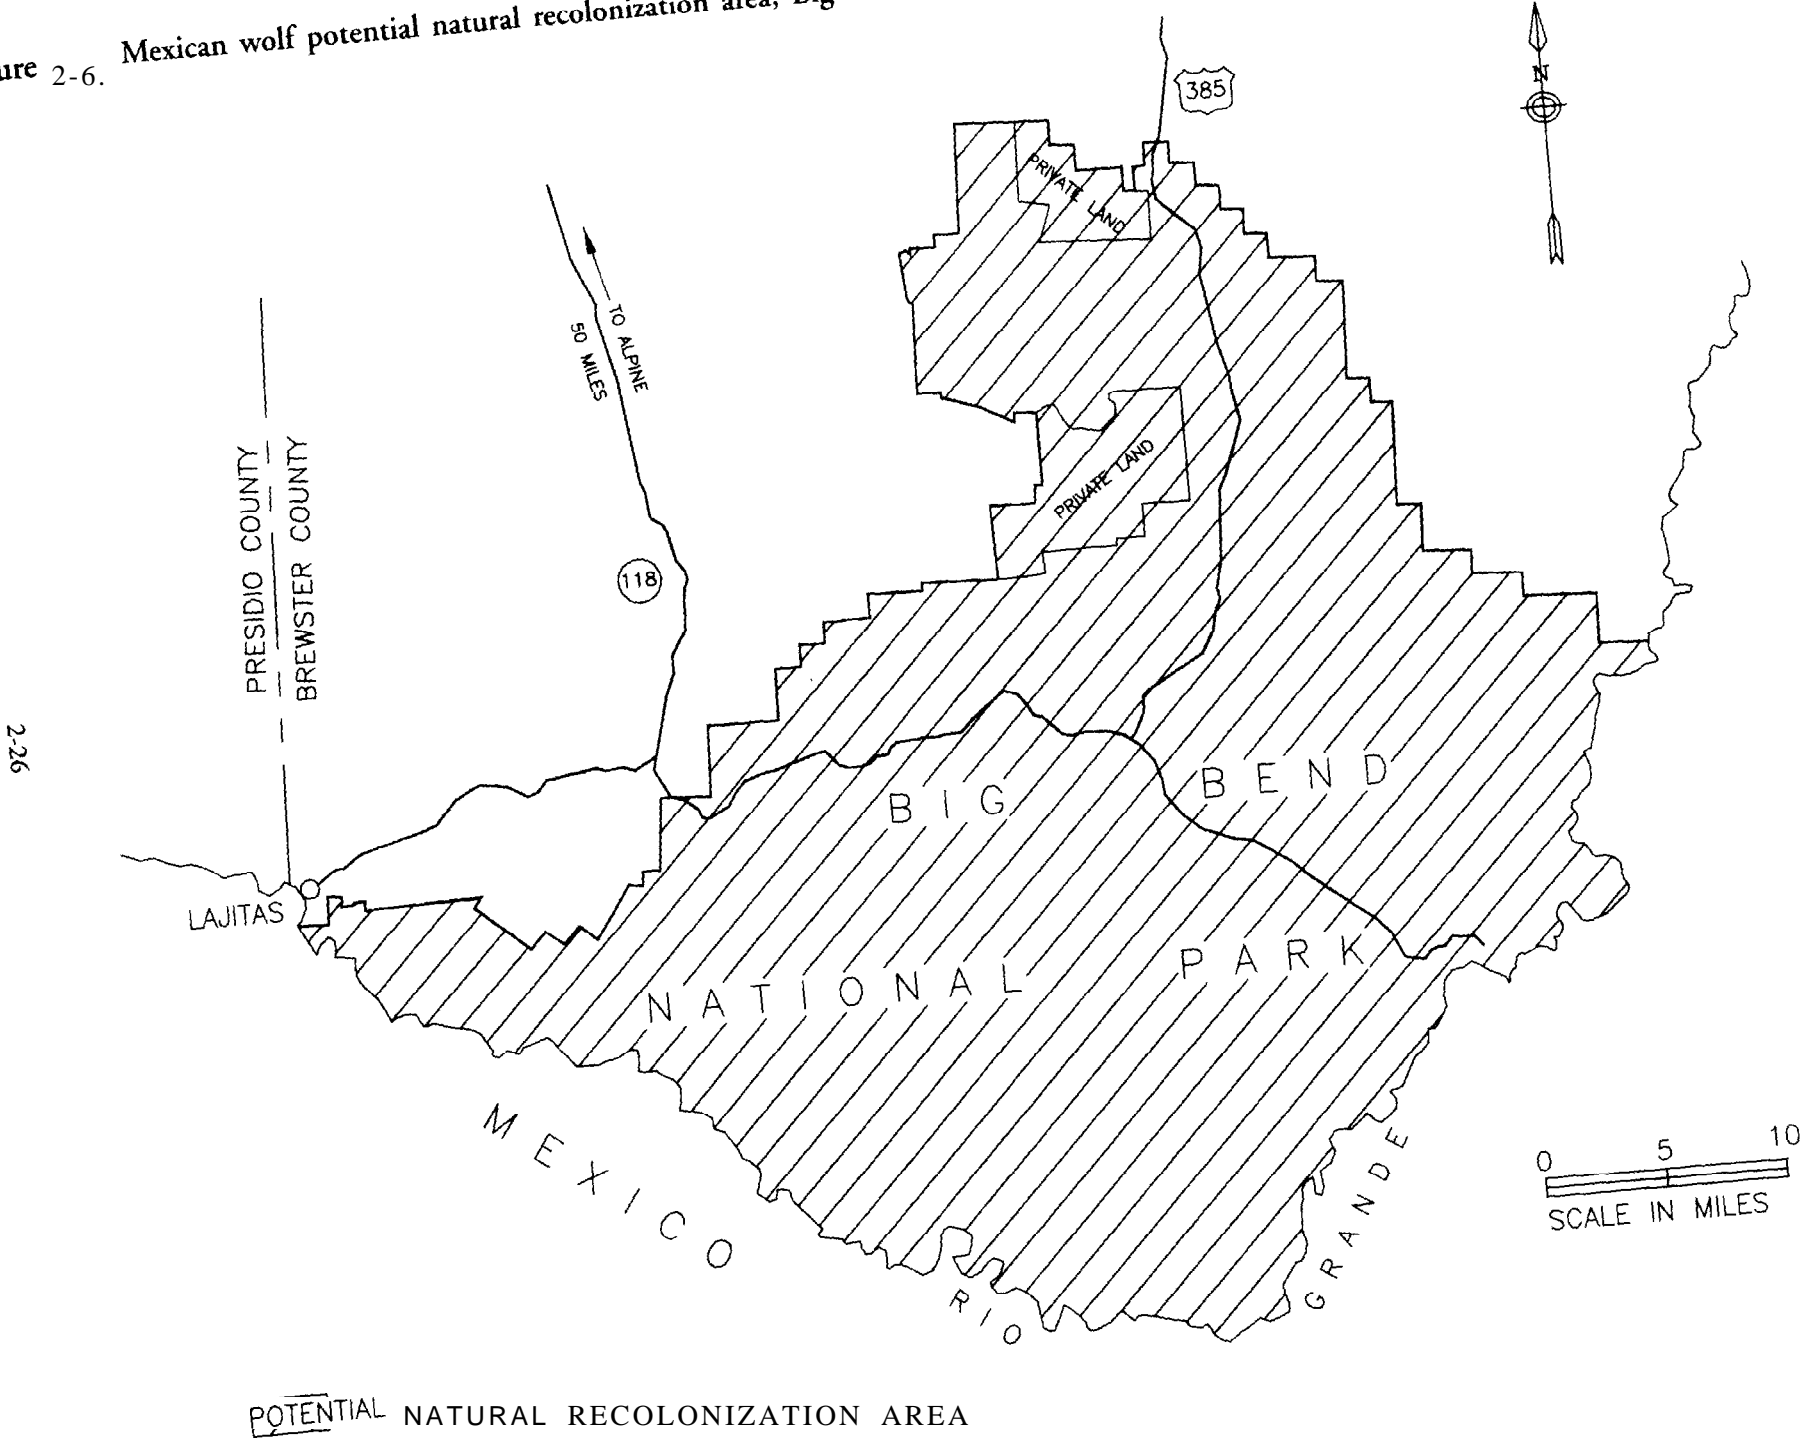 ure 2-6. Mexican wolf potential natural recolonization area, Big
385
N
PRIVATE LAND
TO ALPINE
50 MILES
PRIVATE LAND
118
PRESIDIO COUNTY
BREWSTER COUNTY
2-26
BIG BEND
LAJITAS
NATIONAL PARK
MEXICO
RIO GRANDE
0 5 10
SCALE IN MILES
POTENTIAL NATURAL RECOLONIZATION AREA